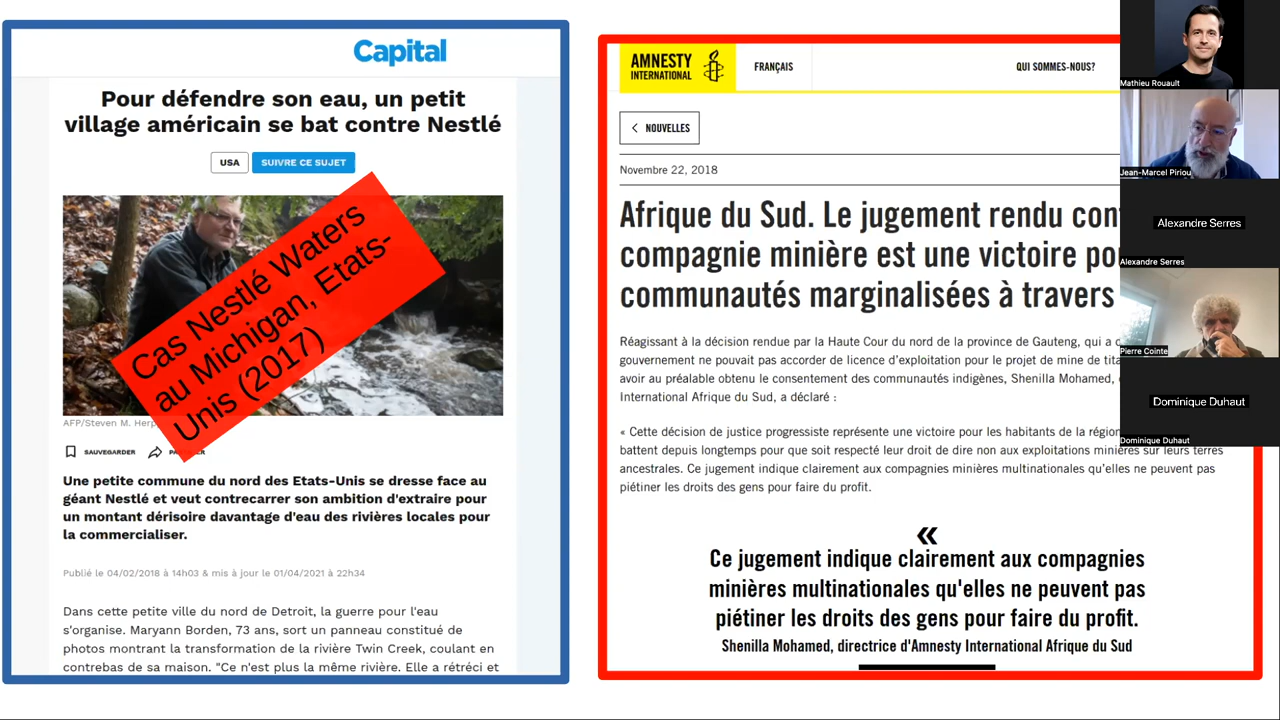 Capital
Pour défendre son eau, un petit
village américain se bat contre Nestlé
USA
SUIVRE CE SUJET
Cas Nestlé Waters
au Michigan, Etats-
Unis (2017)
AFP/Steven M.
SAUVEGARDER
Une petite commune du nord des Etats-Unis se dresse face au
géant Nestlé et veut contrecarrer son ambition d'extraire pour
un montant dérisoire davantage d'eau des rivières locales pour
la commercialiser.
Publié le 04/02/2018 à 14h03 & mis à jour le 01/04/2021 à 22h34
Dans cette petite ville du nord de Detroit, la guerre pour l'eau
s'organise. Maryann Borden, 73 ans, sort un panneau constitué de
photos montrant la transformation de la rivière Twin Creek, coulant en
contrebas de sa maison. "Ce n'est plus la même rivière. Elle a rétréci et
AMNESTY
INTERNATIONAL
FRANÇAIS
QUI SOMMES-NOUS?
NOUVELLES
Novembre 22, 2018
Afrique du Sud. Le jugement rendu
compagnie minière est une victoire
communautés marginalisées à travers
Réagissant à la décision rendue par la Haute Cour du nord de la province de Gauteng, qui a
gouvernement ne pouvait pas accorder de licence d'exploitation pour le projet de mine de
avoir au préalable obtenu le consentement des communautés indigènes, Shenilla Mohamed,
International Afrique du Sud, a déclaré :
« Cette décision de justice progressiste représente une victoire pour les habitants de la
battent depuis longtemps pour que soit respecté leur droit de dire non aux exploitations minières sur leurs terres
ancestrales. Ce jugement indique clairement aux compagnies minières multinationales qu'elles ne peuvent pas
piétiner les droits des gens pour faire du profit.
«
Ce jugement indique clairement aux compagnies
minières multinationales qu'elles ne peuvent pas
piétiner les droits des gens pour faire du profit.
Shenilla Mohamed, directrice d'Amnesty International Afrique du Sud
Mathieu Rouault
Jean-Marcel Piriou
Alexandre Serres
Alexandre Serres
Pierre Cointe
Dominique Duhaut
Dominique Duhaut